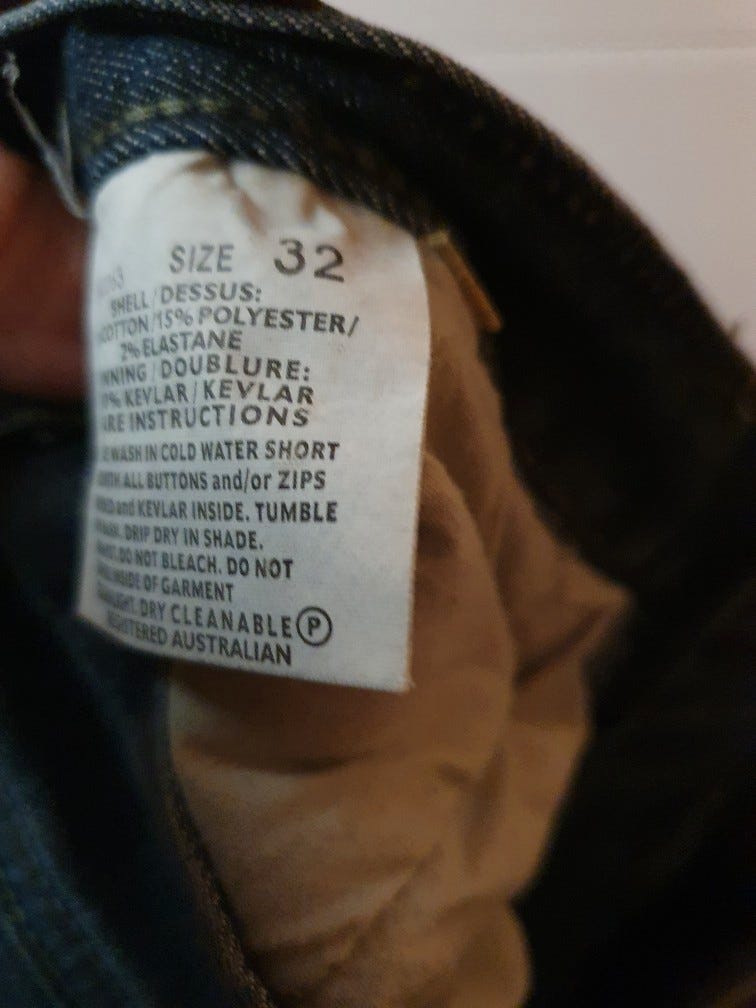 SIZE 32
SHELL / DESSUS:
COTTON /15% POLYESTER/
2% ELASTANE
DOUBLURE:
KEVLAR / KEVLAR
INSTRUCTIONS
WASH IN COLD WATER SHORT
ALL BUTTONS and/or ZIPS
and KEVLAR INSIDE. TUMBLE
DRIP DRY IN SHADE.
DO NOT BLEACH. DO NOT
OF GARMENT
DRY CLEANABLE P
AUSTRALIAN